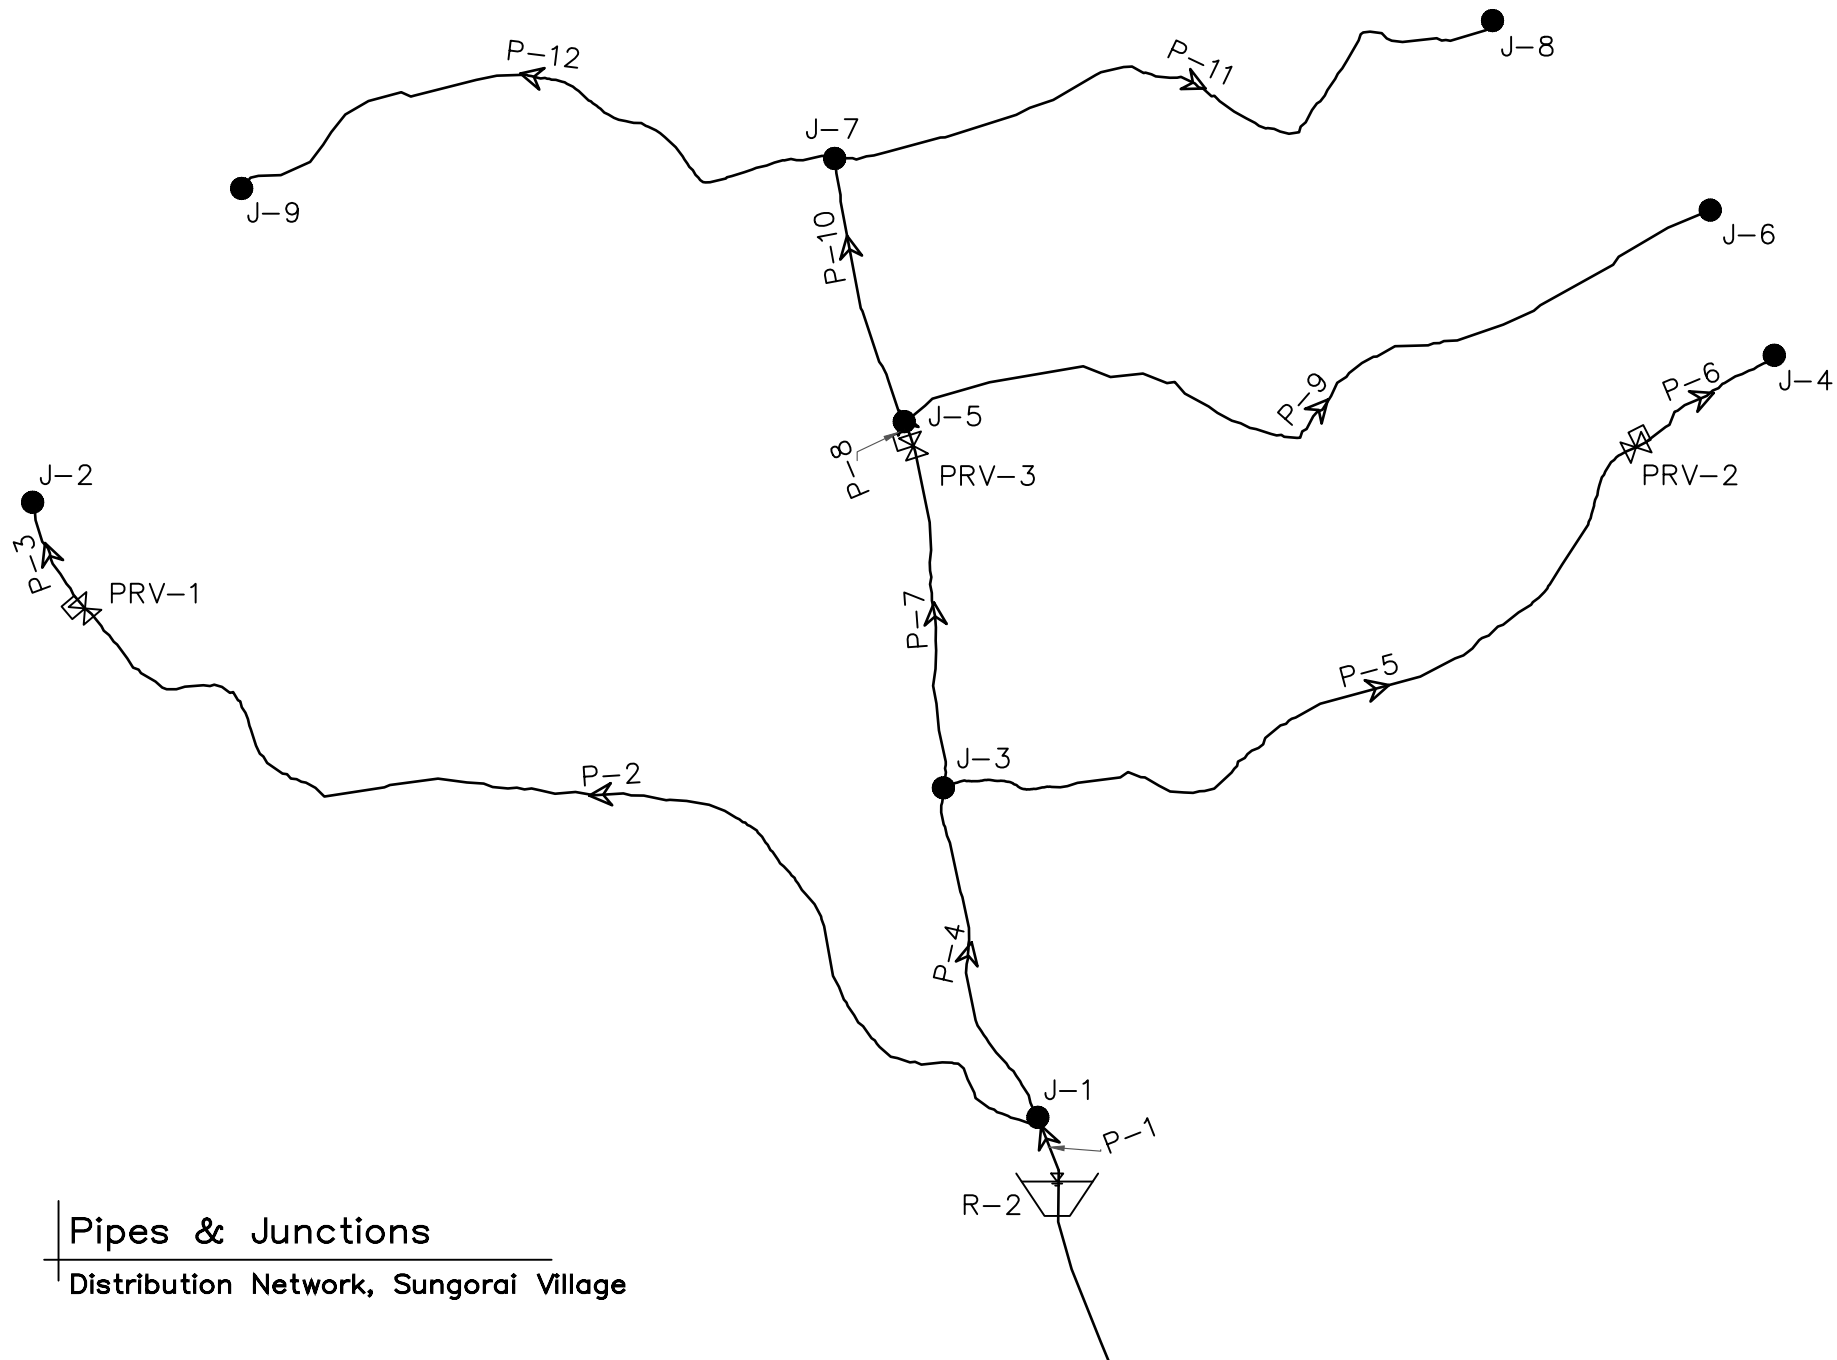 J-8
P-12
P-11
J-7
J-9
J-6
P-10
J-4
P-6
P-9
J-5
P-8
PRV-3
PRV-2
J-2
P-3
PRV-1
P-7
P-5
J-3
P-2
P-4
J-1
P-1
R-2
Pipes & Junctions
Distribution Network, Sungorai Village